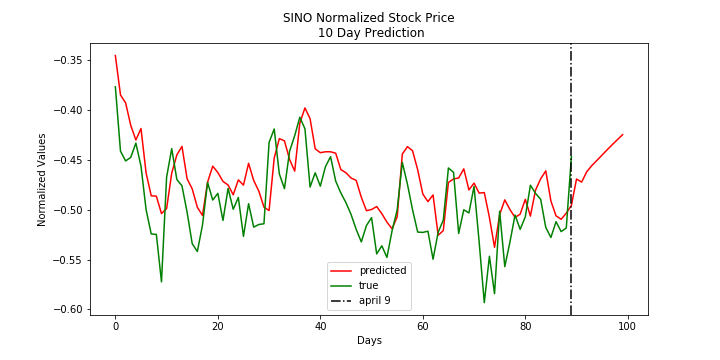 SINO Normalized Stock Price
10 Day Prediction
−0.35
−0.40
−0.45
−0.50
−0.55
−0.60
Normalized Values
predicted
true
april 9
0
20
40
60
80
100
Days